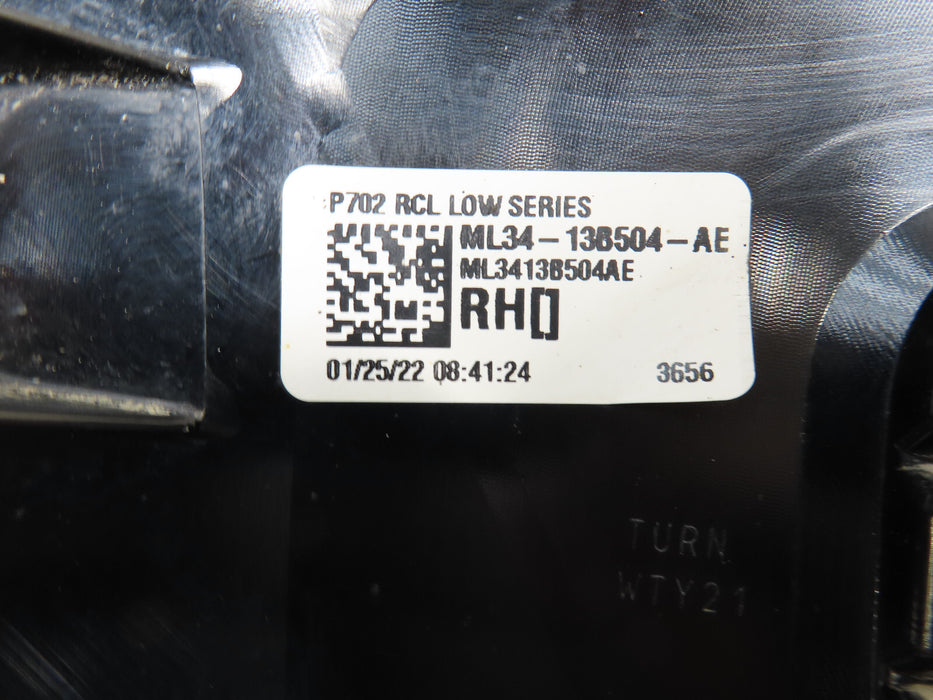 P702 RCL LOW SERIES
ML34-13B504-AE
ML3413B504AE
RH[]
01/25/22 08:41:24 3656
TURN
WTY21